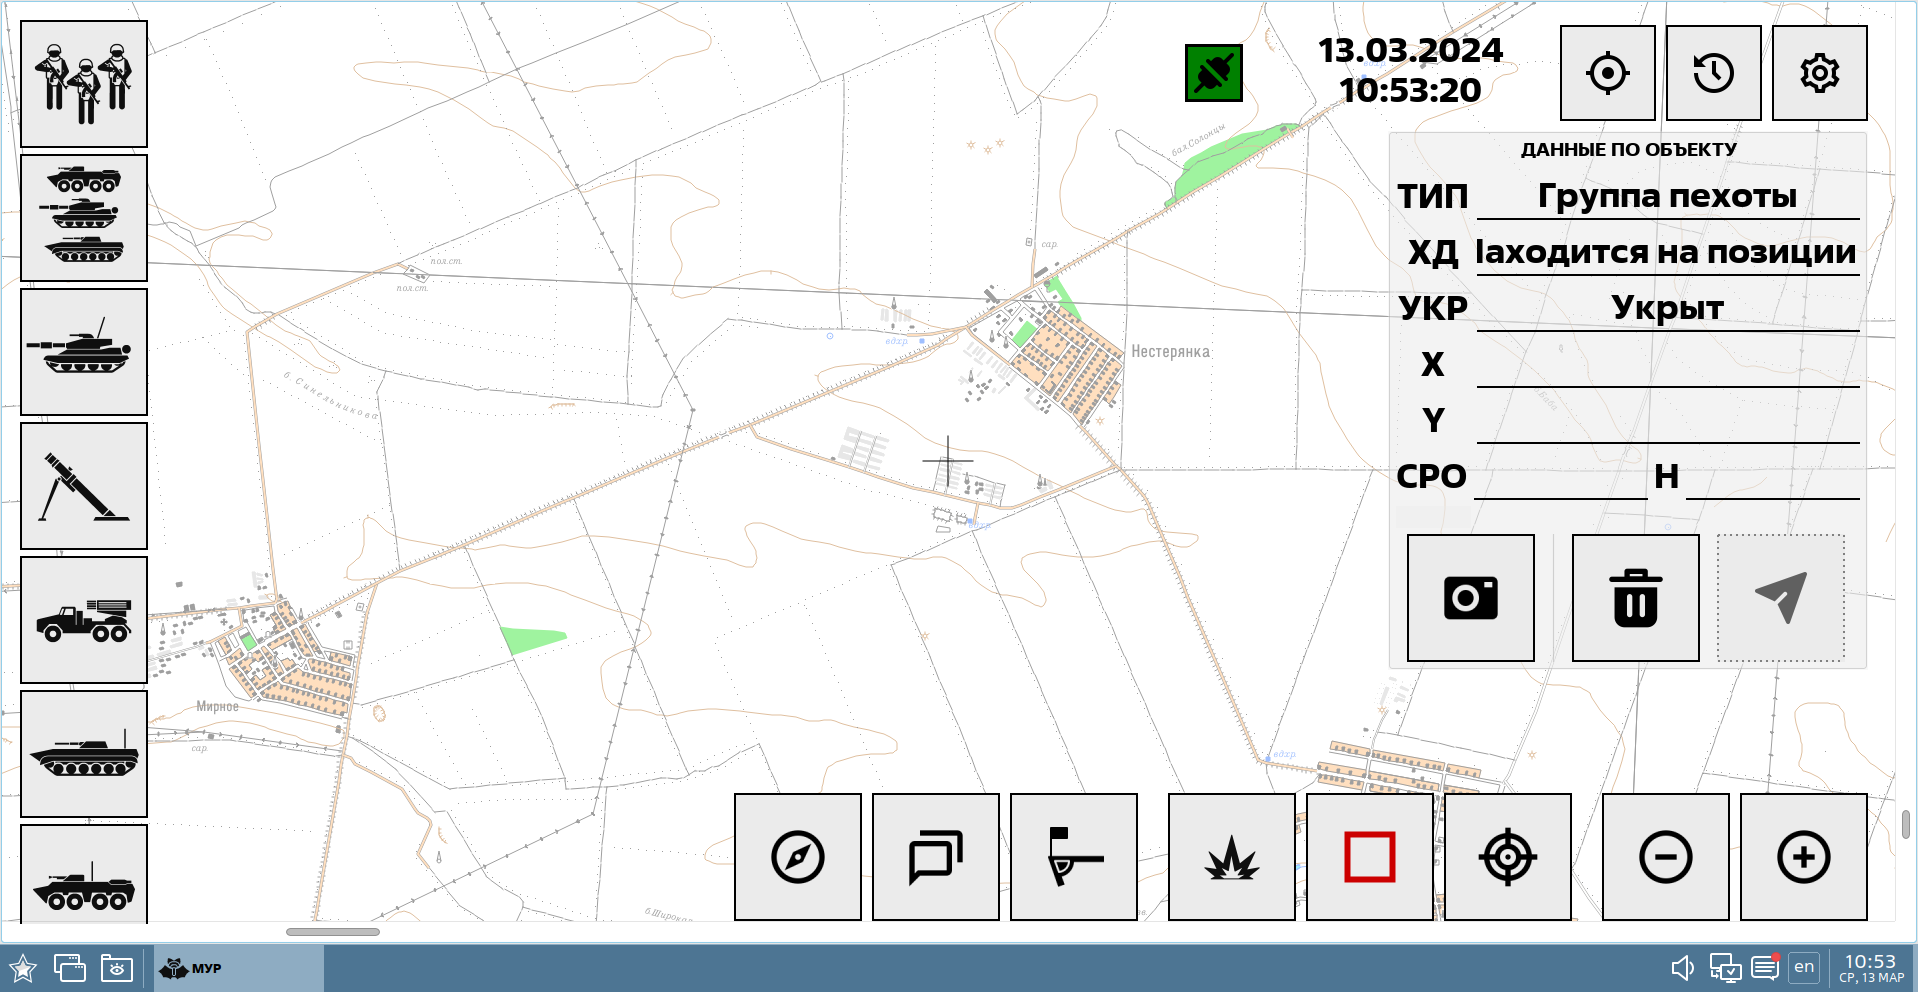 13.03.2024
10:53:20
ДАННЫЕ ПО ОБЪЕКТУ
ТИП Группа пехоты
ХД аходится на позиции
УКР Укрыт
X
Y
СРО Н
бал.Солонцы
сар.
пол.ст.
пол.ст.
вдхр.
Нестерянка
б. Синельникова
вдхр.
вдхр.
Мирное
сар.
б.Широкая
МУР
en
10:53
СР, 13 МАР